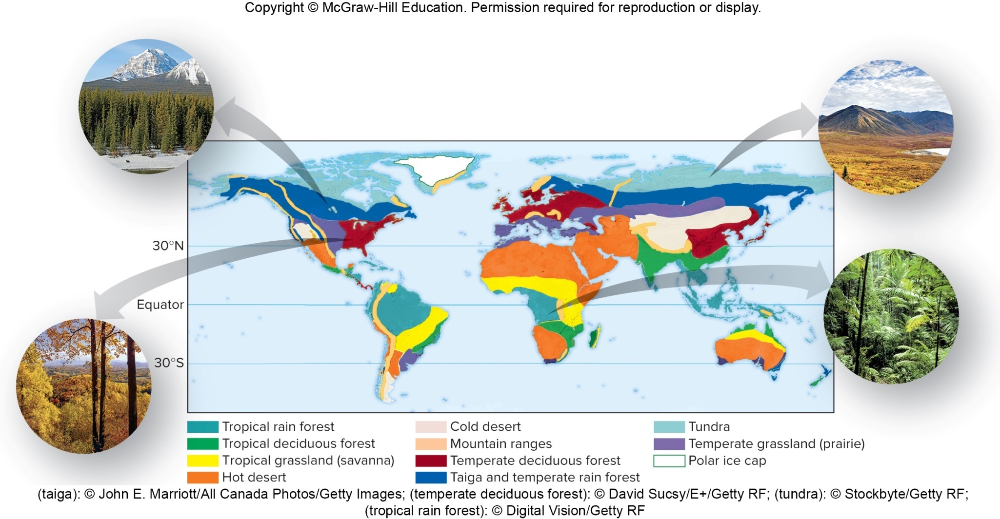 Copyright © McGraw-Hill Education. Permission required for reproduction or display.
30°N
Equator
30°S
Tropical rain forest
Tropical deciduous forest
Tropical grassland (savanna)
Hot desert
Cold desert
Mountain ranges
Temperate deciduous forest
Taiga and temperate rain forest
Tundra
Temperate grassland (prairie)
Polar ice cap
(taiga): © John E. Marriott/All Canada Photos/Getty Images; (temperate deciduous forest): © David Sucsy/E+/Getty RF; (tundra): © Stockbyte/Getty RF;
(tropical rain forest): © Digital Vision/Getty RF